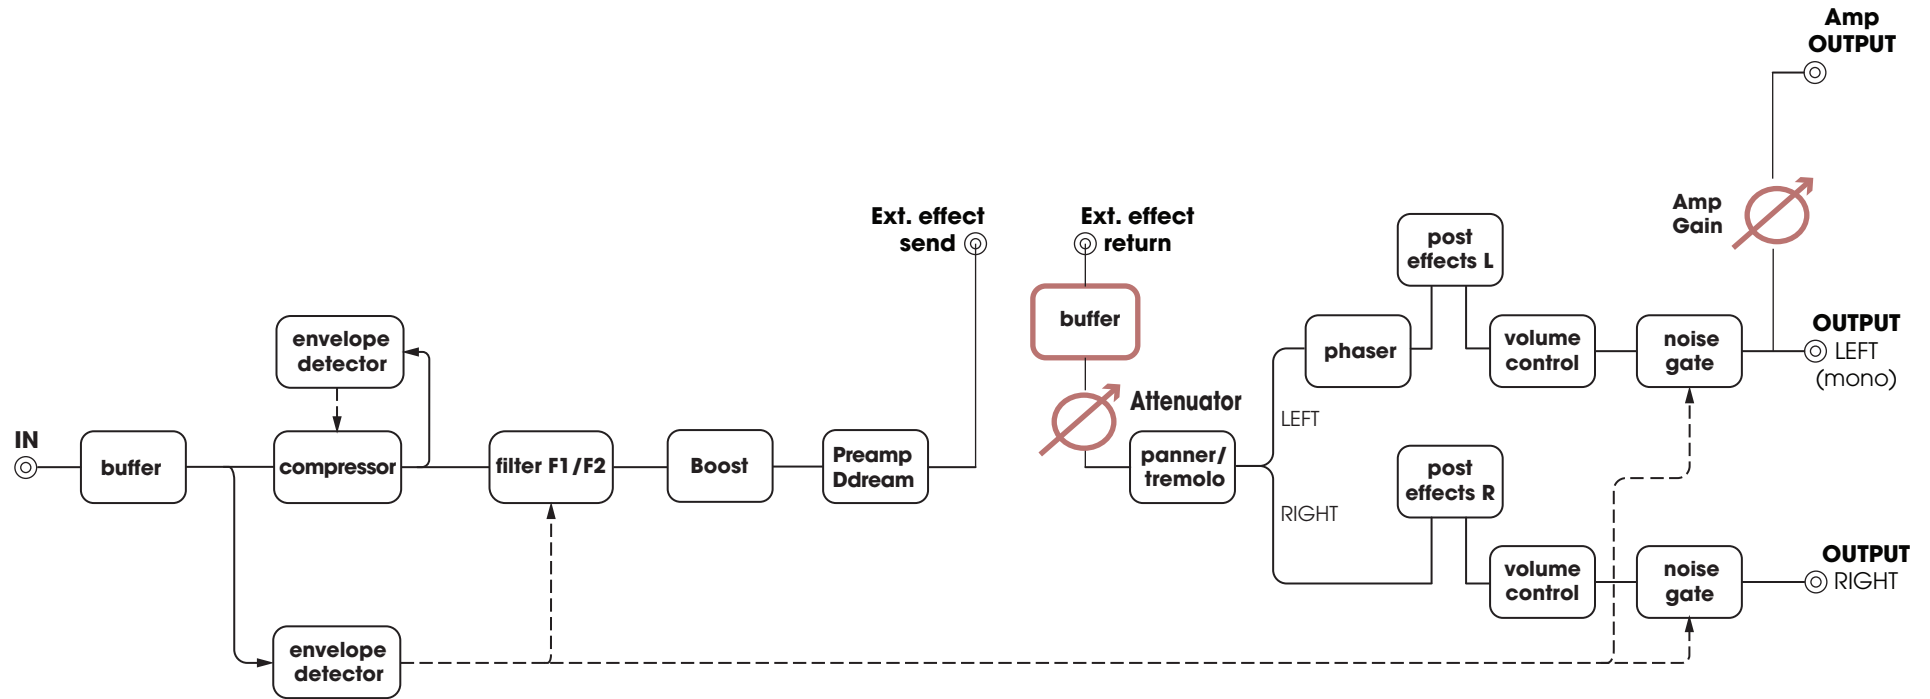 Amp
OUTPUT
Amp
Gain
Ext. effect
send
Ext. effect
return
post
effects L
buffer
envelope
detector
phaser
volume
control
noise
gate
OUTPUT
LEFT
(mono)
Attenuator
LEFT
IN
buffer
compressor
filter F1/F2
Boost
Preamp
Ddream
panner/
tremolo
post
effects R
RIGHT
volume
control
noise
gate
OUTPUT
RIGHT
envelope
detector